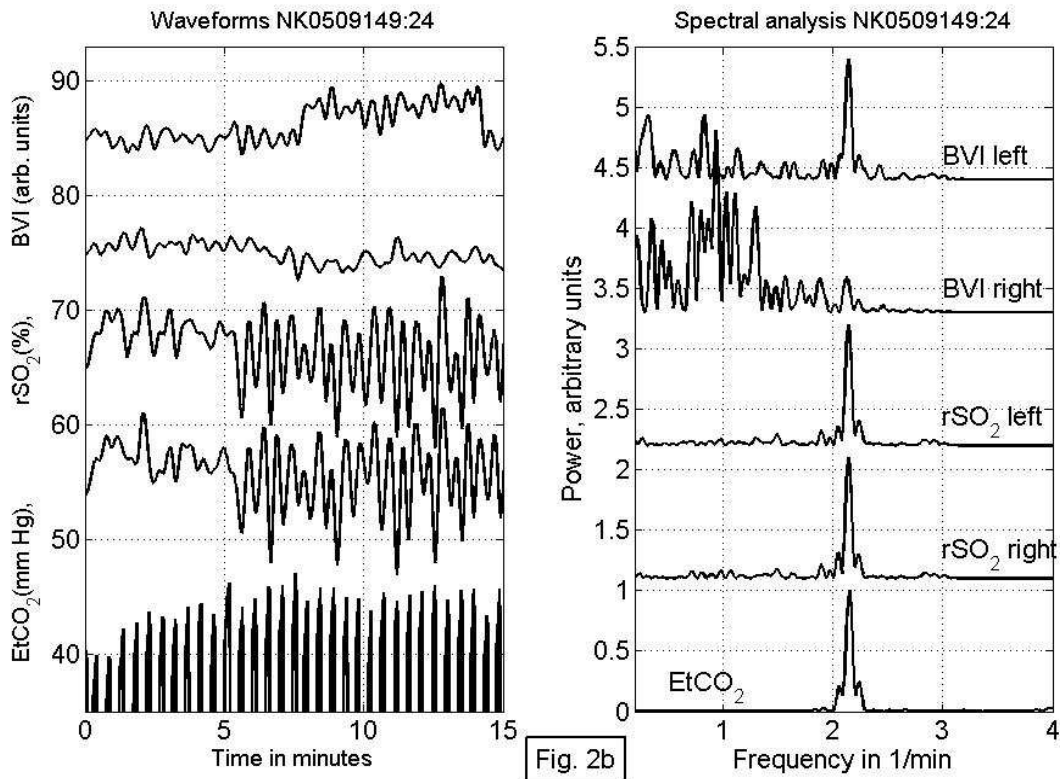 Waveforms NK0509149:24
90
80
70
60
50
40
0
5
10
15
EtCO2(mm Hg), rSO2(%), BVI (arb. units)
Time in minutes
Fig. 2b
Spectral analysis NK0509149:24
5.5
5
4.5
4
3.5
3
2.5
2
1.5
1
0.5
0
1
2
3
4
Power, arbitrary units
BVI left
BVI right
rSO2 left
rSO2 right
EtCO2
Frequency in 1/min